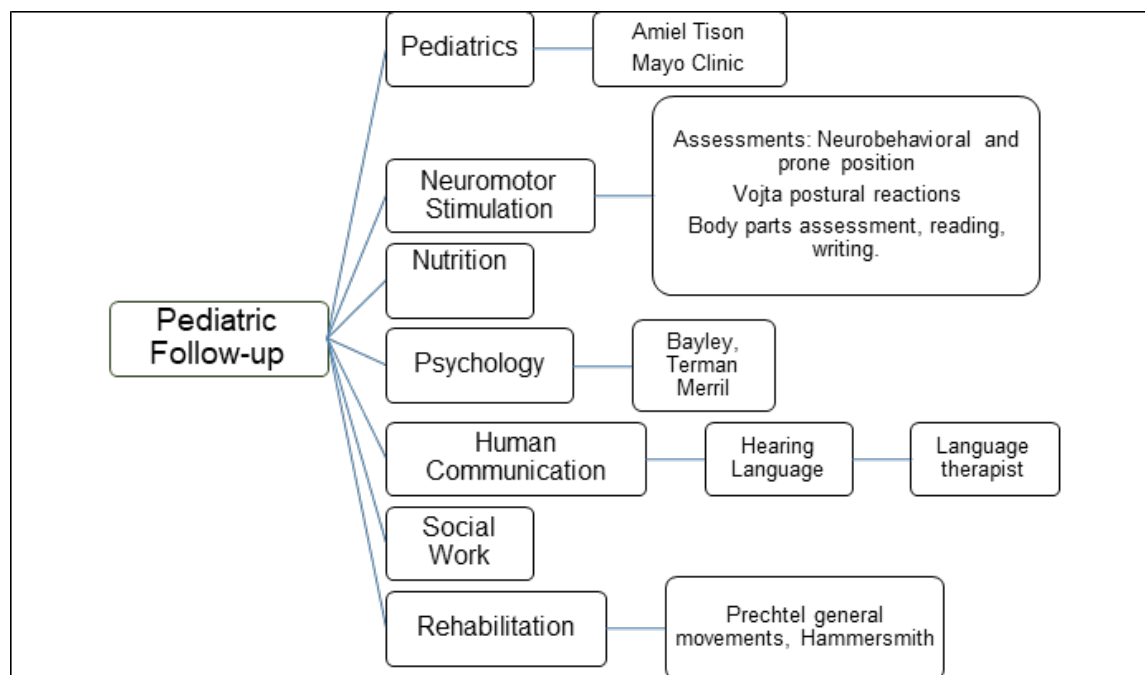 Pediatrics
Amiel Tison
Mayo Clinic
Neuromotor
Stimulation
Assessments: Neurobehavioral and
prone position
Vojta postural reactions
Body parts assessment, reading,
writing.
Nutrition
Pediatric
Follow-up
Psychology
Bayley,
Terman
Merril
Human
Communication
Hearing
Language
Language
therapist
Social
Work
Rehabilitation
Prechtel general
movements, Hammersmith